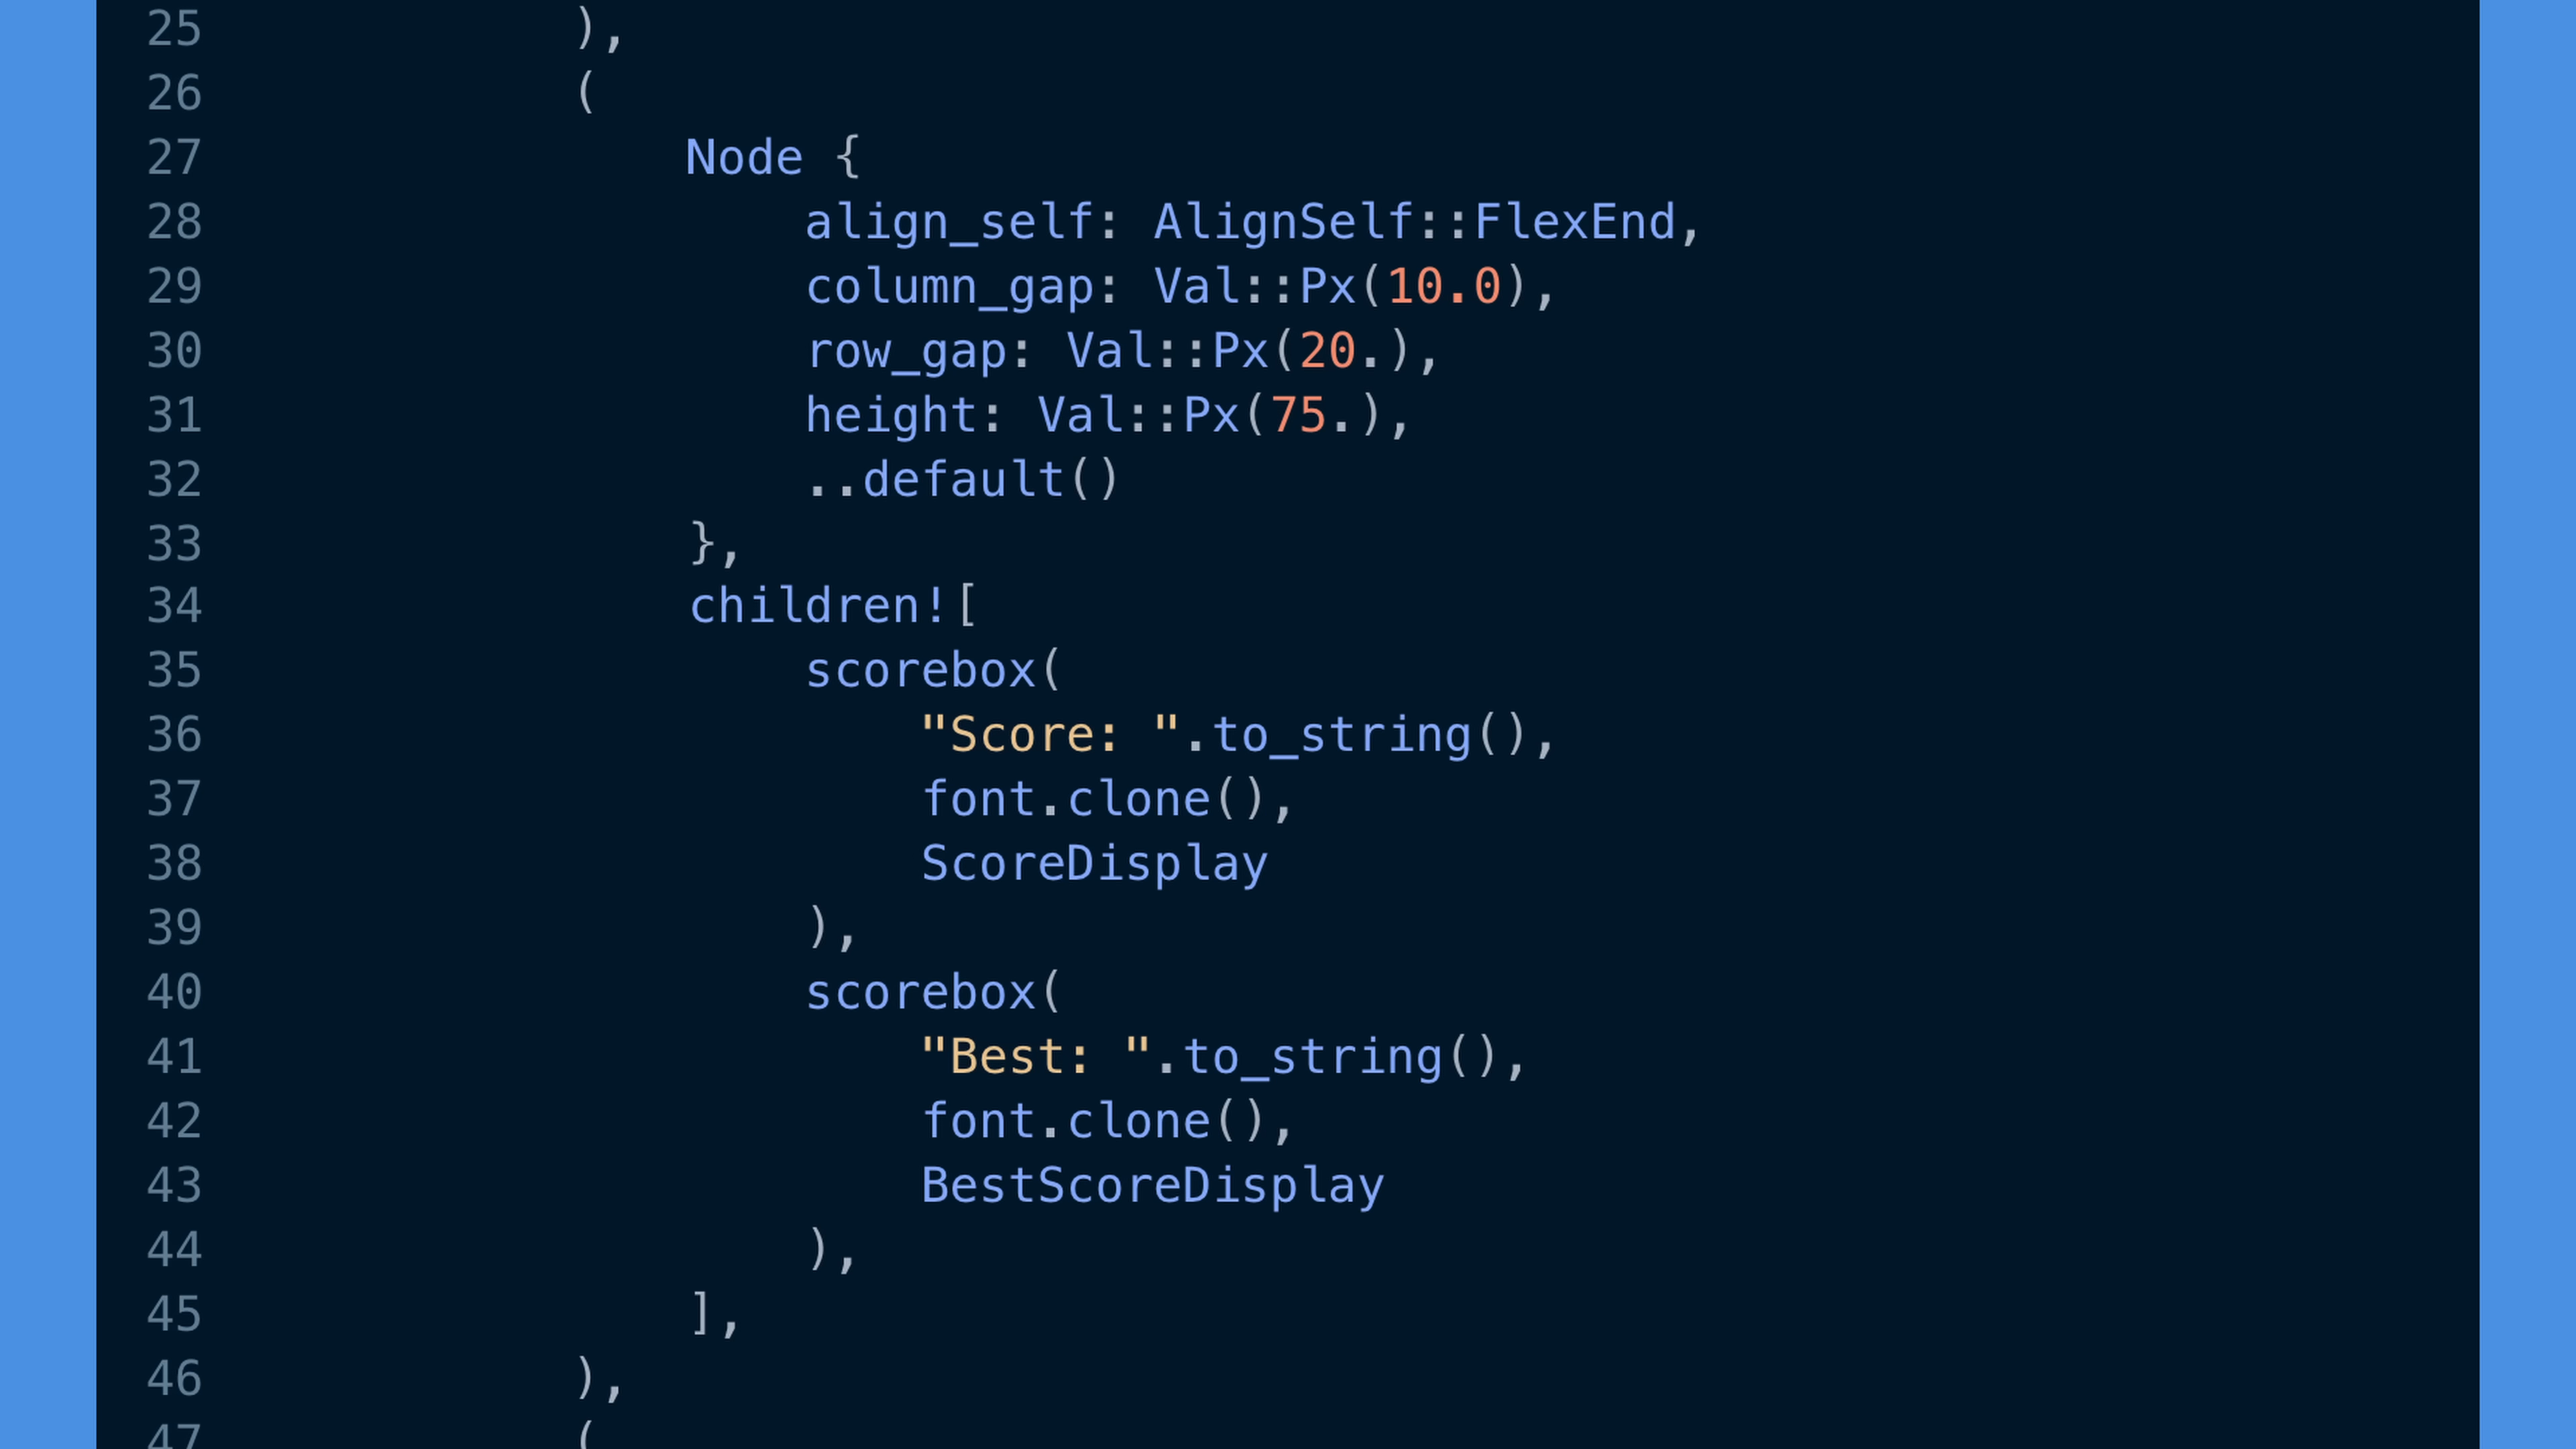 25             ),
26             (
27                 Node {
28                     align_self: AlignSelf::FlexEnd,
29                     column_gap: Val::Px(10.0),
30                     row_gap: Val::Px(20.),
31                     height: Val::Px(75.),
32                     ..default()
33                 },
34                 children![
35                     scorebox(
36                         "Score: ".to_string(),
37                         font.clone(),
38                         ScoreDisplay
39                     ),
40                     scorebox(
41                         "Best: ".to_string(),
42                         font.clone(),
43                         BestScoreDisplay
44                     ),
45                 ],
46             ),
47             (